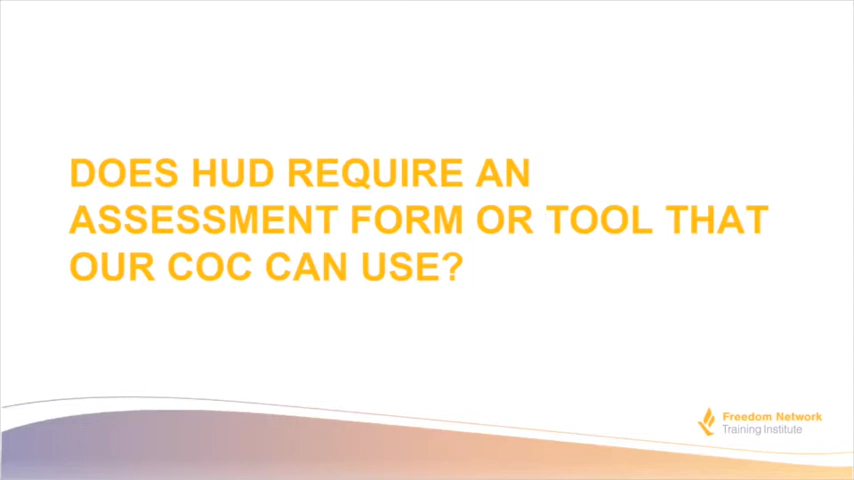 DOES HUD REQUIRE AN
ASSESSMENT FORM OR TOOL THAT
OUR COC CAN USE?
Freedom Network
Training Institute